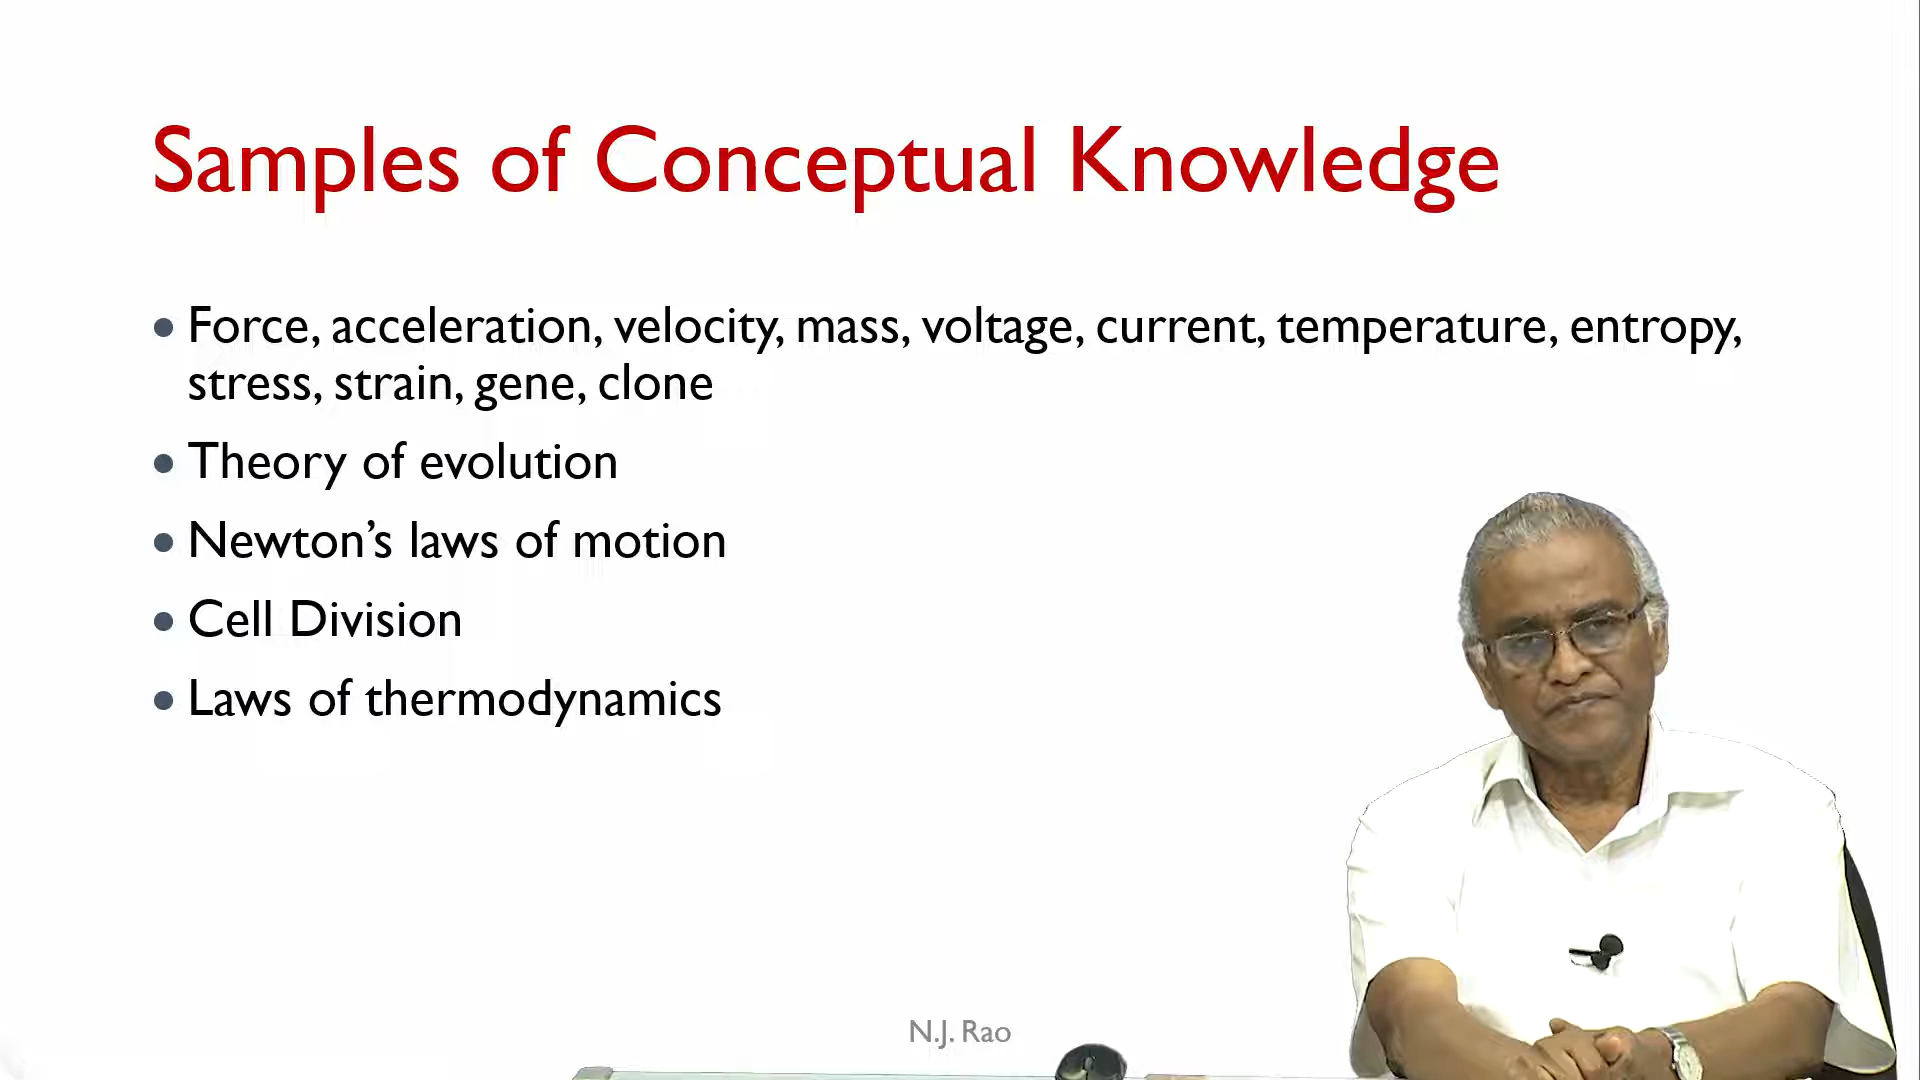 Samples of Conceptual Knowledge
• Force, acceleration, velocity, mass, voltage, current, temperature, entropy,
stress, strain, gene, clone
• Theory of evolution
• Newton’s laws of motion
• Cell Division
• Laws of thermodynamics
N.J. Rao